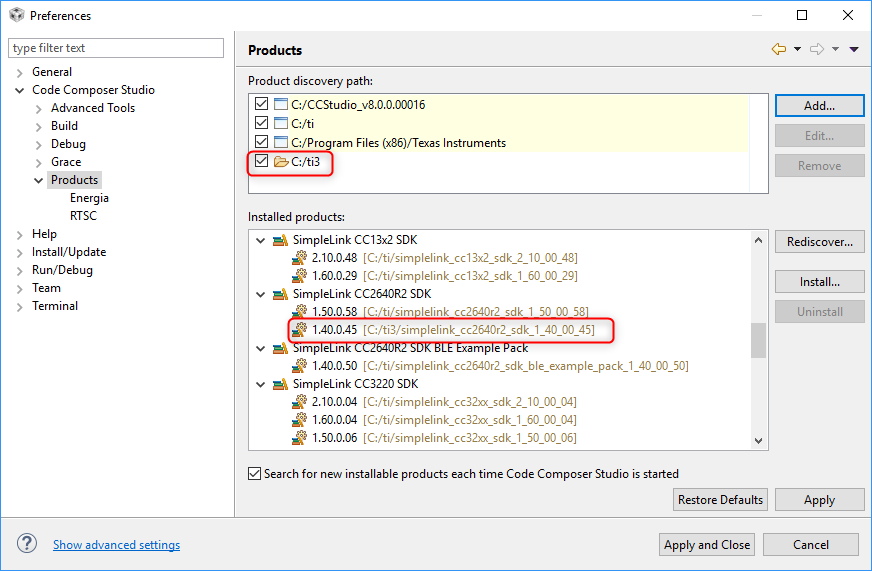 Preferences
type filter text
General
Code Composer Studio
Advanced Tools
Build
Debug
Grace
Products
Energia
RTSC
Help
Install/Update
Run/Debug
Team
Terminal
Products
Product discovery path:
C:/CCStudio_v8.0.0.00016
C:/ti
C:/Program Files (x86)/Texas Instruments
C:/ti3
Add...
Edit...
Remove
Installed products:
SimpleLink CC13x2 SDK
2.10.0.48 [C:/ti/simplelink_cc13x2_sdk_2_10_00_48]
1.60.0.29 [C:/ti/simplelink_cc13x2_sdk_1_60_00_29]
SimpleLink CC2640R2 SDK
1.50.0.58 [C:/ti/simplelink_cc2640r2_sdk_1_50_00_58]
1.40.0.45 [C:/ti3/simplelink_cc2640r2_sdk_1_40_00_45]
SimpleLink CC2640R2 SDK BLE Example Pack
1.40.0.50 [C:/ti/simplelink_cc2640r2_sdk_ble_example_pack_1_40_00_50]
SimpleLink CC3220 SDK
2.10.0.04 [C:/ti/simplelink_cc32xx_sdk_2_10_00_04]
1.60.0.04 [C:/ti/simplelink_cc32xx_sdk_1_60_00_04]
1.50.0.06 [C:/ti/simplelink_cc32xx_sdk_1_50_00_06]
Rediscover...
Install...
Uninstall
Search for new installable products each time Code Composer Studio is started
Restore Defaults
Apply
?
Show advanced settings
Apply and Close
Cancel